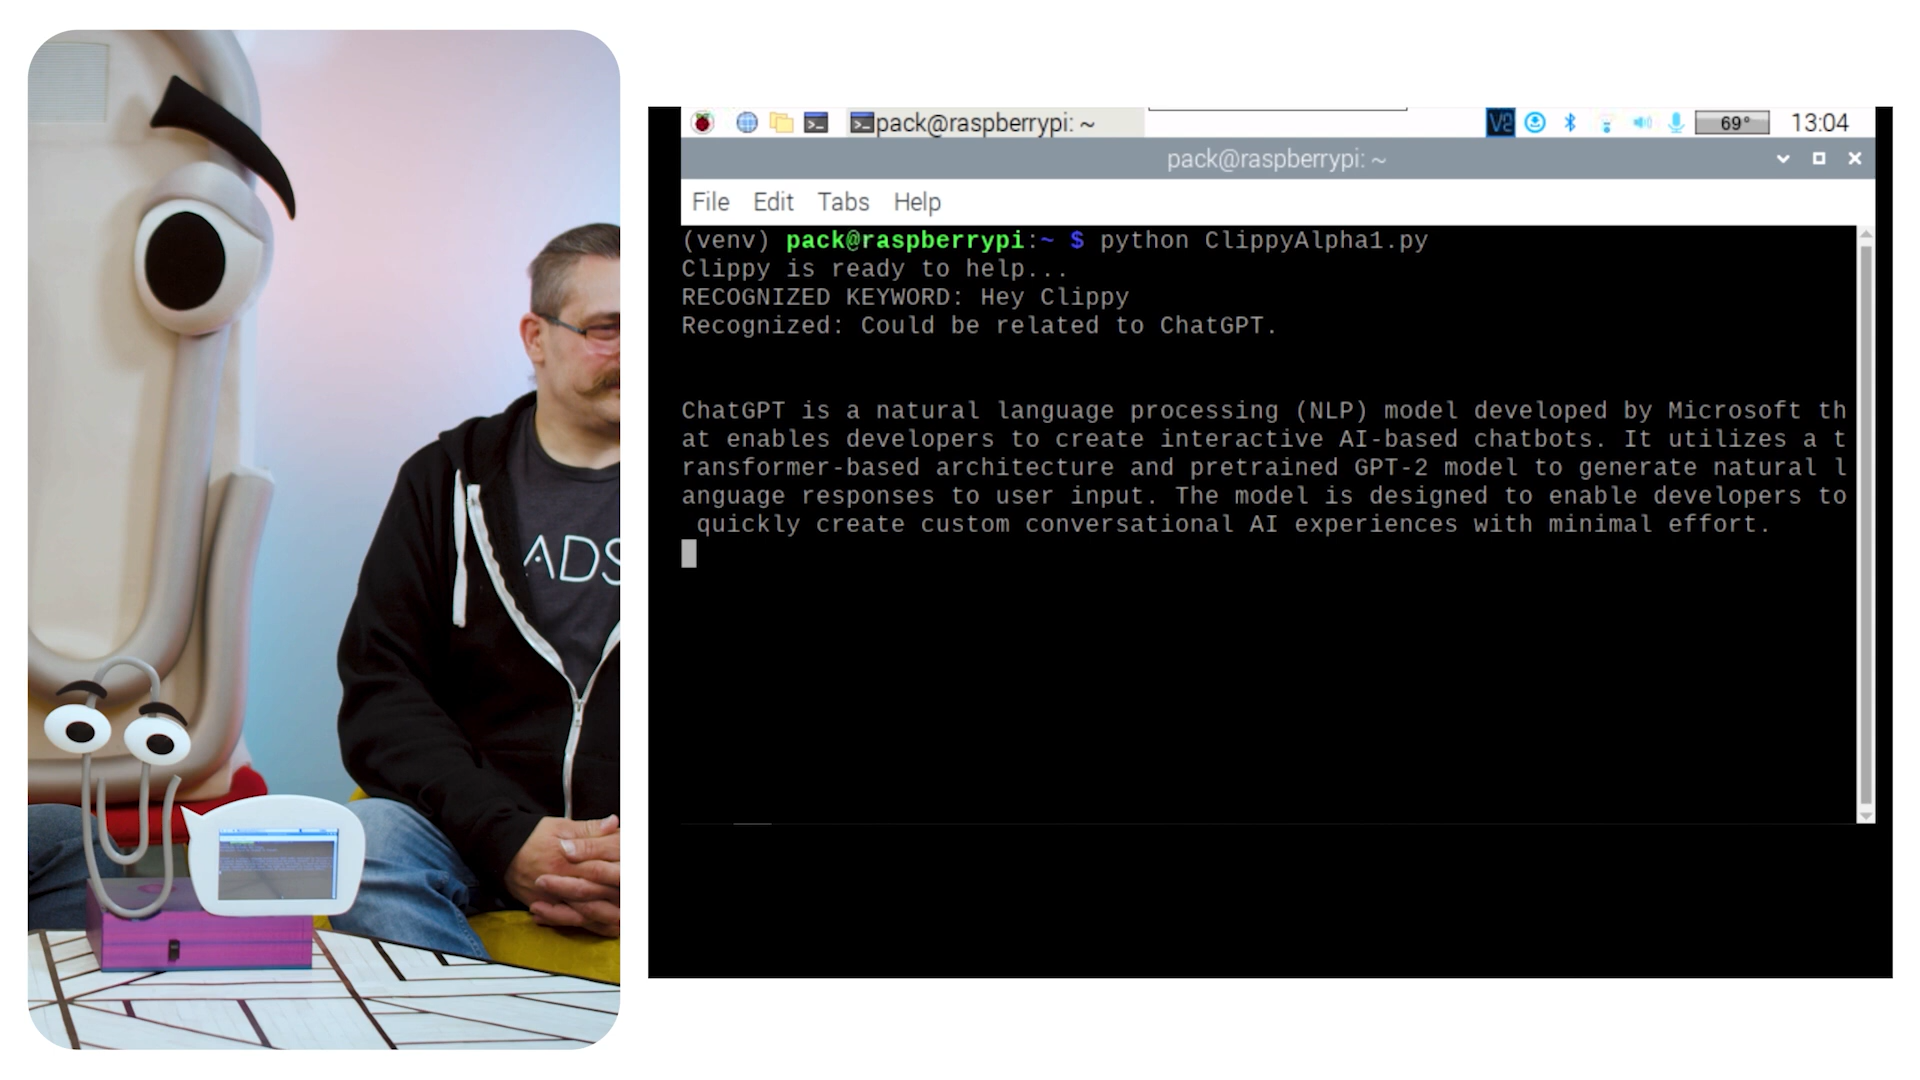 ADS
pack@raspberrypi: ~
69°
13:04
pack@raspberrypi: ~
File Edit Tabs Help
(venv) pack@raspberrypi:~ $ python ClippyAlpha1.py
Clippy is ready to help...
RECOGNIZED KEYWORD: Hey Clippy
Recognized: Could be related to ChatGPT.
ChatGPT is a natural language processing (NLP) model developed by Microsoft th
at enables developers to create interactive AI-based chatbots. It utilizes a t
ransformer-based architecture and pretrained GPT-2 model to generate natural l
anguage responses to user input. The model is designed to enable developers to
 quickly create custom conversational AI experiences with minimal effort.